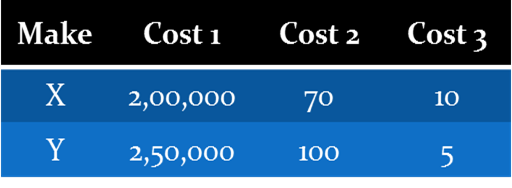 Make Cost 1 Cost 2 Cost 3
X 2,00,000 70 10
Y 2,50,000 100 5